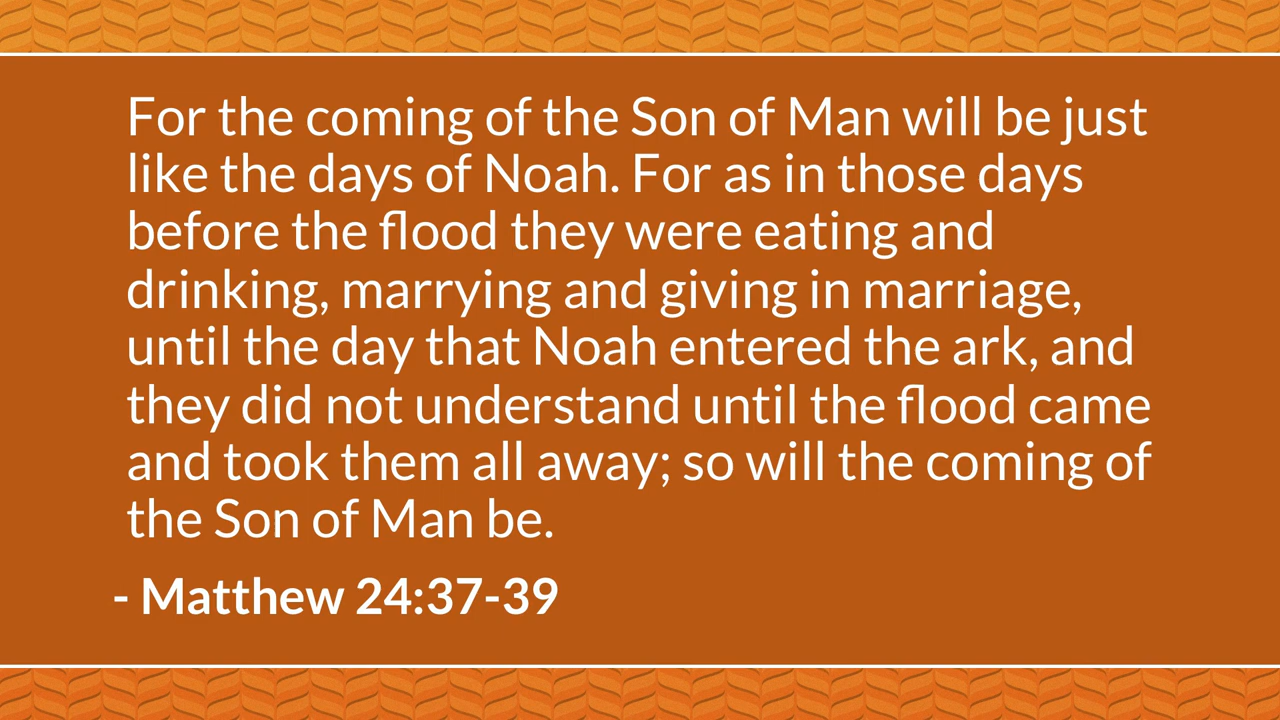 For the coming of the Son of Man will be just
like the days of Noah. For as in those days
before the flood they were eating and
drinking, marrying and giving in marriage,
until the day that Noah entered the ark, and
they did not understand until the flood came
and took them all away; so will the coming of
the Son of Man be.
- Matthew 24:37-39